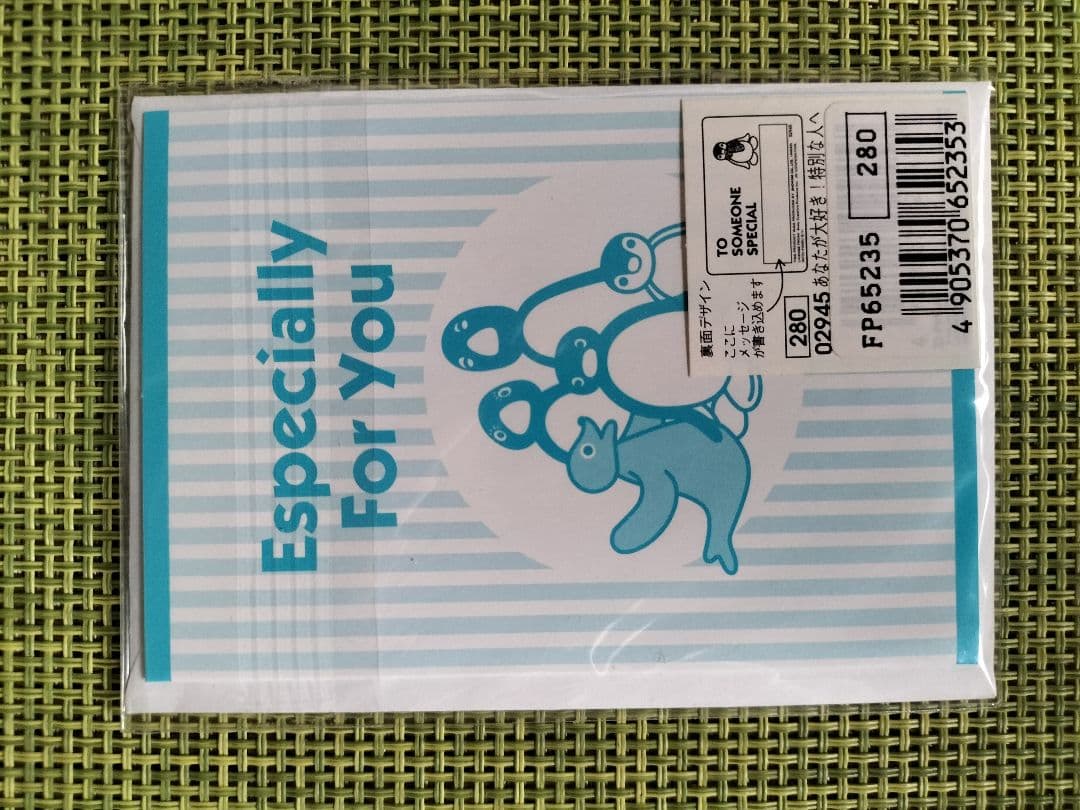 Especially
For You
裏面デザイン
ここに
メッセージ
が書き込めます
TO
SOMEONE
SPECIAL
280
02945 あなたが大好き!特別な人へ
FP65235 280
4 905370 652353